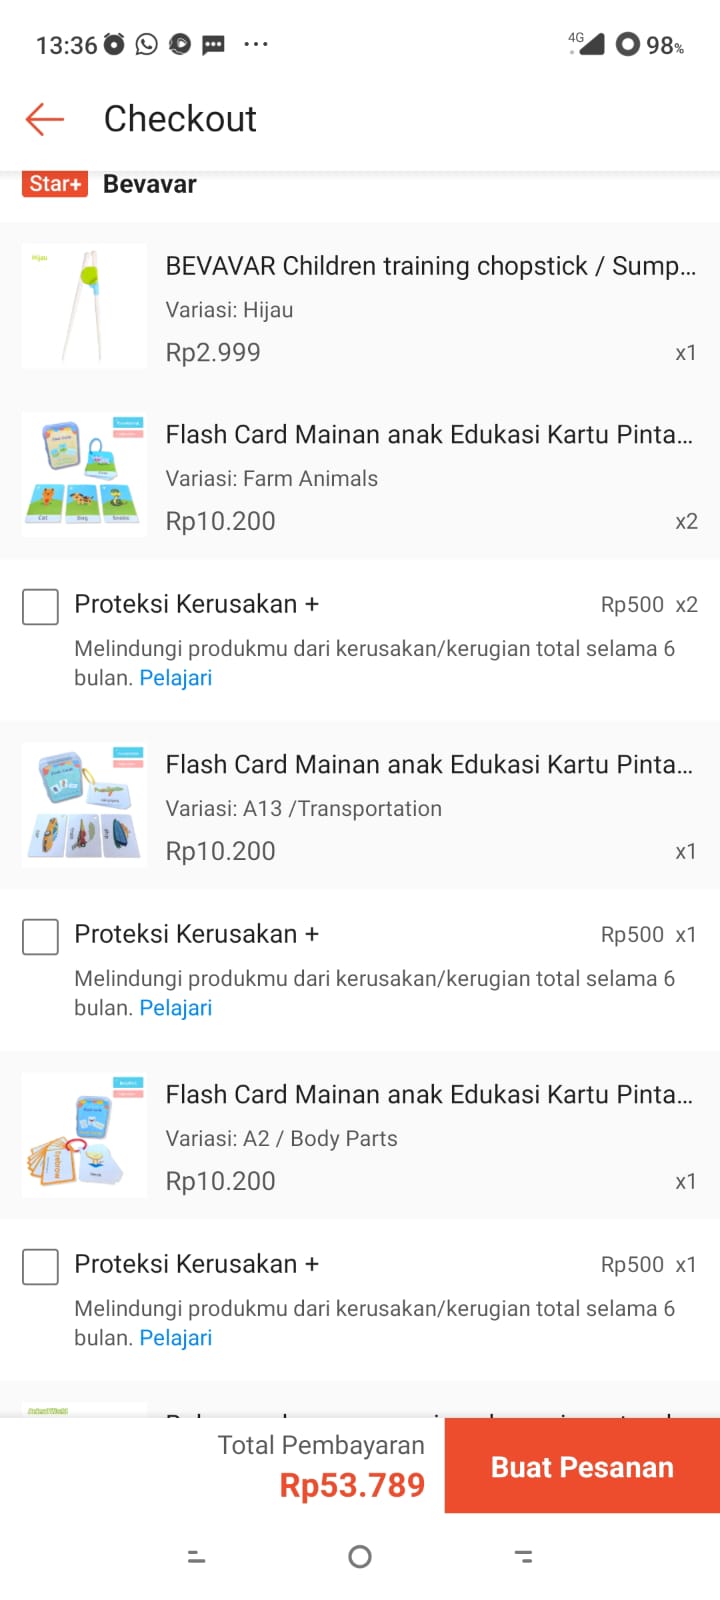 13:36
4G
98%
Checkout
Star+ Bevavar
Hijau
BEVAVAR Children training chopstick / Sump...
Variasi: Hijau
Rp2.999 x1
Flash Card Mainan anak Edukasi Kartu Pinta...
Variasi: Farm Animals
Rp10.200 x2
Cat Dog
Proteksi Kerusakan + Rp500 x2
Melindungi produkmu dari kerusakan/kerugian total selama 6
bulan. Pelajari
Flash Card Mainan anak Edukasi Kartu Pinta...
Variasi: A13 /Transportation
Rp10.200 x1
Proteksi Kerusakan + Rp500 x1
Melindungi produkmu dari kerusakan/kerugian total selama 6
bulan. Pelajari
Flash Card Mainan anak Edukasi Kartu Pinta...
Variasi: A2 / Body Parts
Rp10.200 x1
Eyebrow
Proteksi Kerusakan + Rp500 x1
Melindungi produkmu dari kerusakan/kerugian total selama 6
bulan. Pelajari
Total Pembayaran
Rp53.789
Buat Pesanan